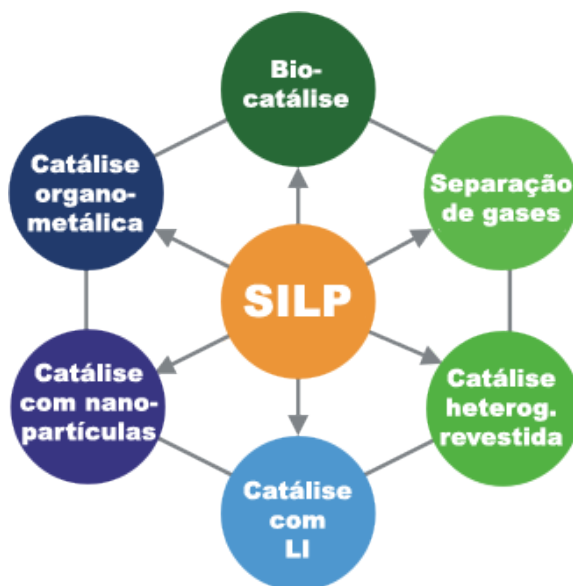 Bio-
catálise
Catálise
organo-
metálica
Separação
de gases
SILP
Catálise
com nano-
partículas
Catálise
heterog.
revestida
Catálise
com
LI